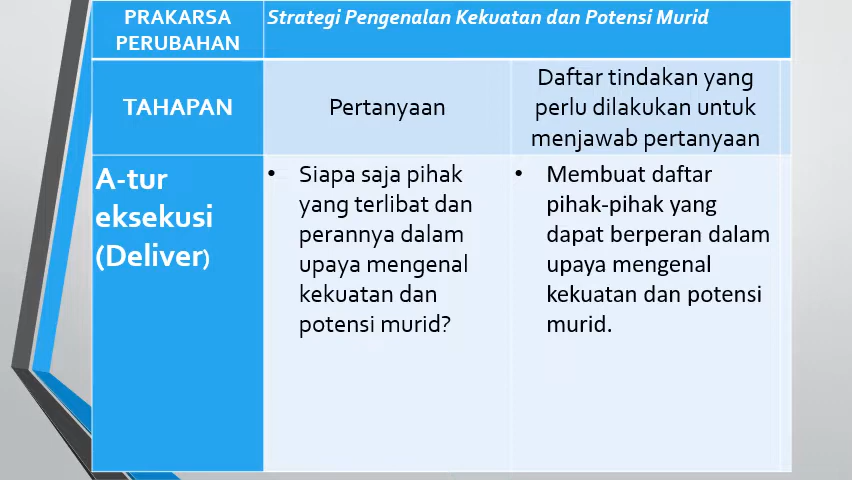 PRAKARSA
PERUBAHAN
Strategi Pengenalan Kekuatan dan Potensi Murid
TAHAPAN
Pertanyaan
Daftar tindakan yang
perlu dilakukan untuk
menjawab pertanyaan
A-tur
eksekusi
(Deliver)
• Siapa saja pihak
yang terlibat dan
perannya dalam
upaya mengenal
kekuatan dan
potensi murid?
• Membuat daftar
pihak-pihak yang
dapat berperan dalam
upaya mengenal
kekuatan dan potensi
murid.